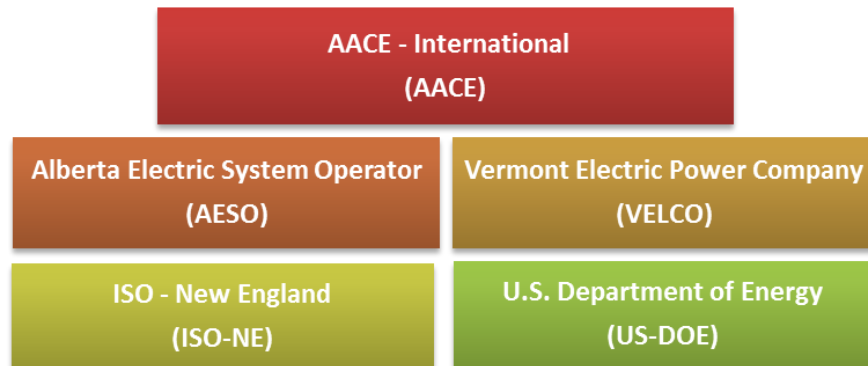 AACE - International
(AACE)
Alberta Electric System Operator
(AESO)
Vermont Electric Power Company
(VELCO)
ISO - New England
(ISO-NE)
U.S. Department of Energy
(US-DOE)